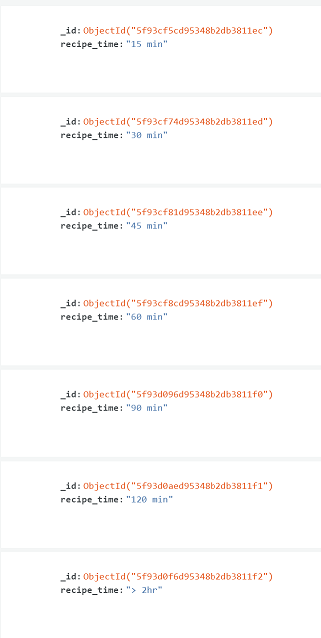 _id: ObjectId("5f93cf5cd95348b2db3811ec")
recipe_time: "15 min"
_id: ObjectId("5f93cf74d95348b2db3811ed")
recipe_time: "30 min"
_id: ObjectId("5f93cf81d95348b2db3811ee")
recipe_time: "45 min"
_id: ObjectId("5f93cf8cd95348b2db3811ef")
recipe_time: "60 min"
_id: ObjectId("5f93d096d95348b2db3811f0")
recipe_time: "90 min"
_id: ObjectId("5f93d0aed95348b2db3811f1")
recipe_time: "120 min"
_id: ObjectId("5f93d0f6d95348b2db3811f2")
recipe_time: "> 2hr"